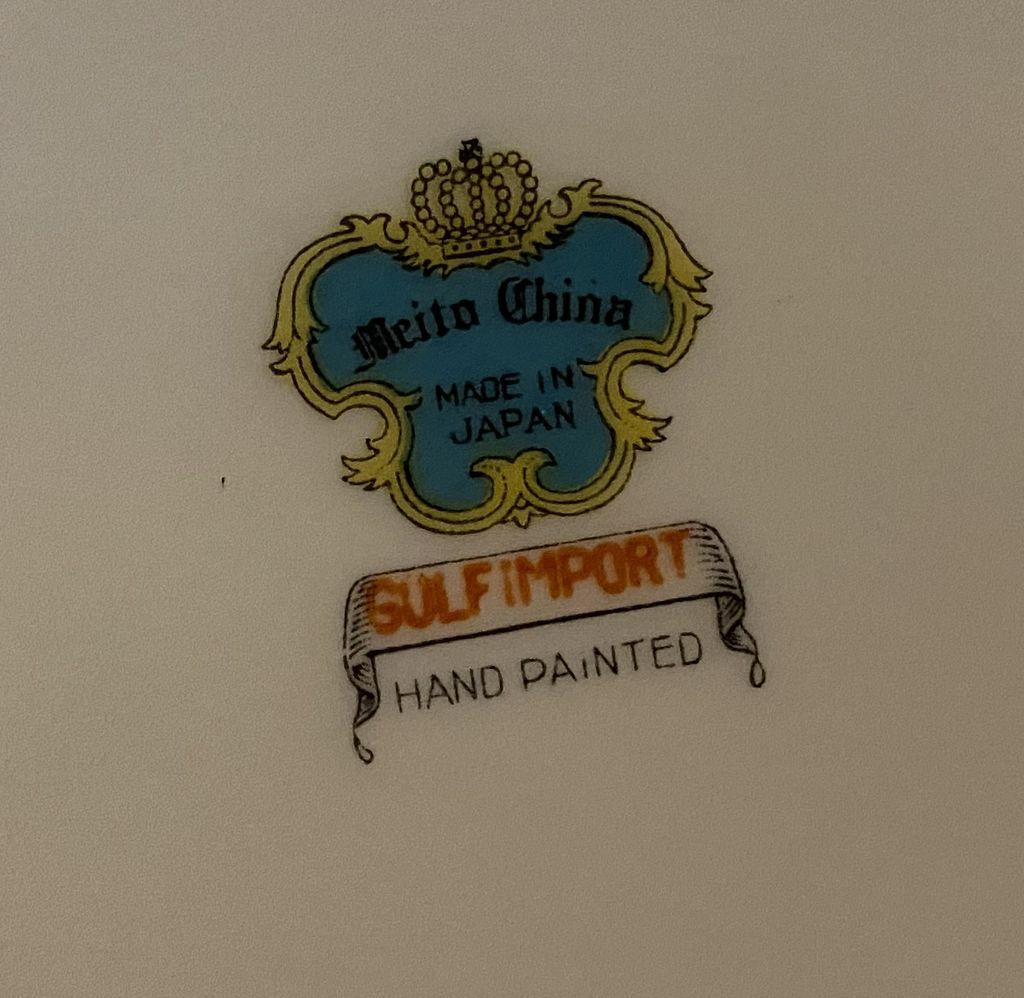 Meito China
MADE IN
JAPAN
GULF IMPORT
HAND PAINTED